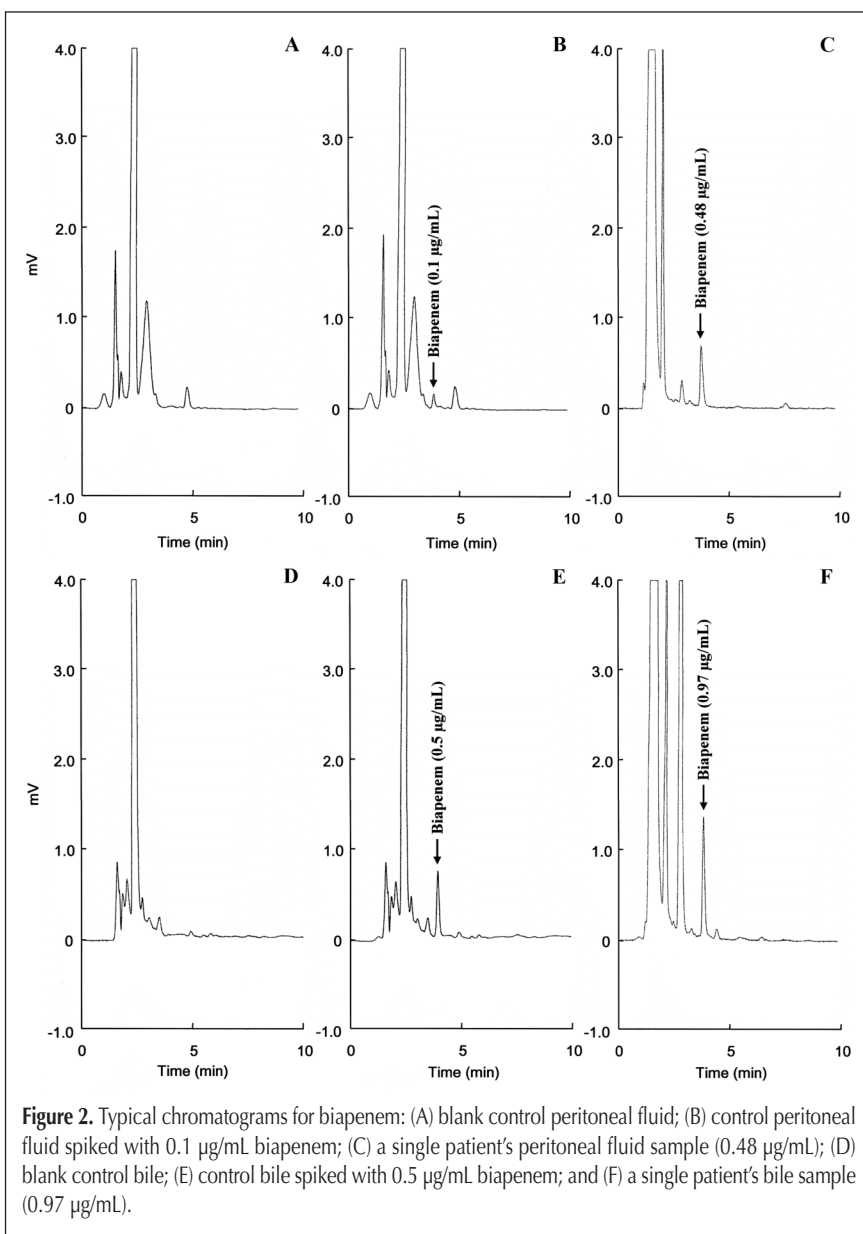 A
B
C
4.0
3.0
2.0
1.0
0
-1.0
mV
0
5
10
Time (min)
4.0
3.0
2.0
1.0
0
-1.0
Biapenem (0.1 µg/mL)
0
5
10
Time (min)
4.0
3.0
2.0
1.0
0
-1.0
Biapenem (0.48 µg/mL)
0
5
10
Time (min)
D
E
F
4.0
3.0
2.0
1.0
0
-1.0
mV
0
5
10
Time (min)
4.0
3.0
2.0
1.0
0
-1.0
Biapenem (0.5 µg/mL)
0
5
10
Time (min)
4.0
3.0
2.0
1.0
0
-1.0
Biapenem (0.97 µg/mL)
0
5
10
Time (min)
Figure 2. Typical chromatograms for biapenem: (A) blank control peritoneal fluid; (B) control peritoneal
fluid spiked with 0.1 µg/mL biapenem; (C) a single patient's peritoneal fluid sample (0.48 µg/mL); (D)
blank control bile; (E) control bile spiked with 0.5 µg/mL biapenem; and (F) a single patient's bile sample
(0.97 µg/mL).